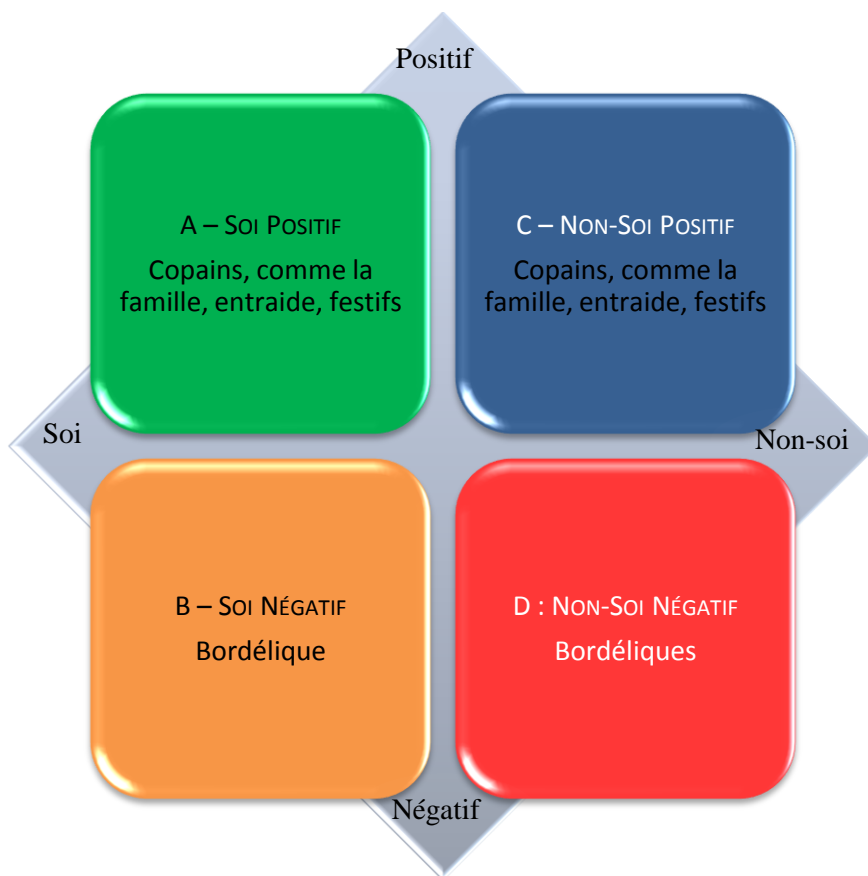 Positif
A – SOI POSITIF
Copains, comme la
famille, entraide, festifs
C – NON-SOI POSITIF
Copains, comme la
famille, entraide, festifs
Soi
Non-soi
B – SOI NÉGATIF
Bordélique
D : NON-SOI NÉGATIF
Bordéliques
Négatif